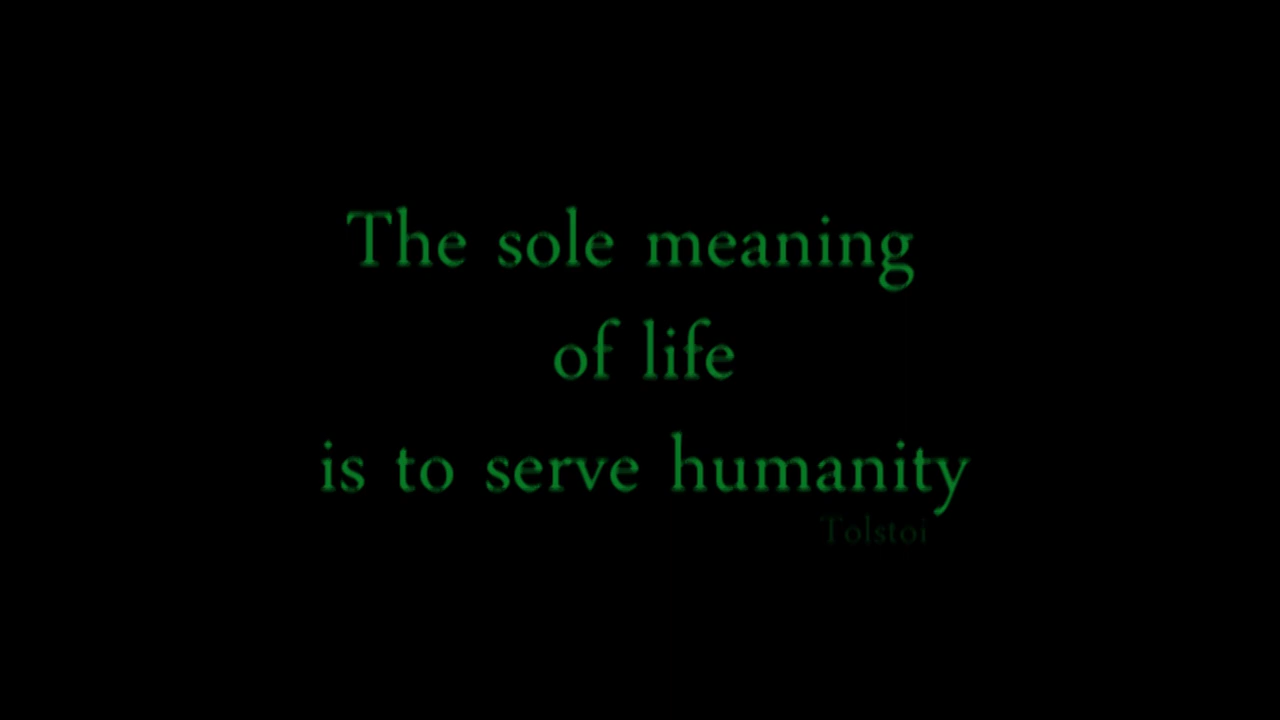 The sole meaning
of life
is to serve humanity
Tolstoi